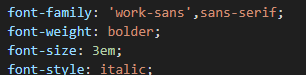 font-family: 'work-sans',sans-serif;
font-weight: bolder;
font-size: 3em;
font-style: italic;